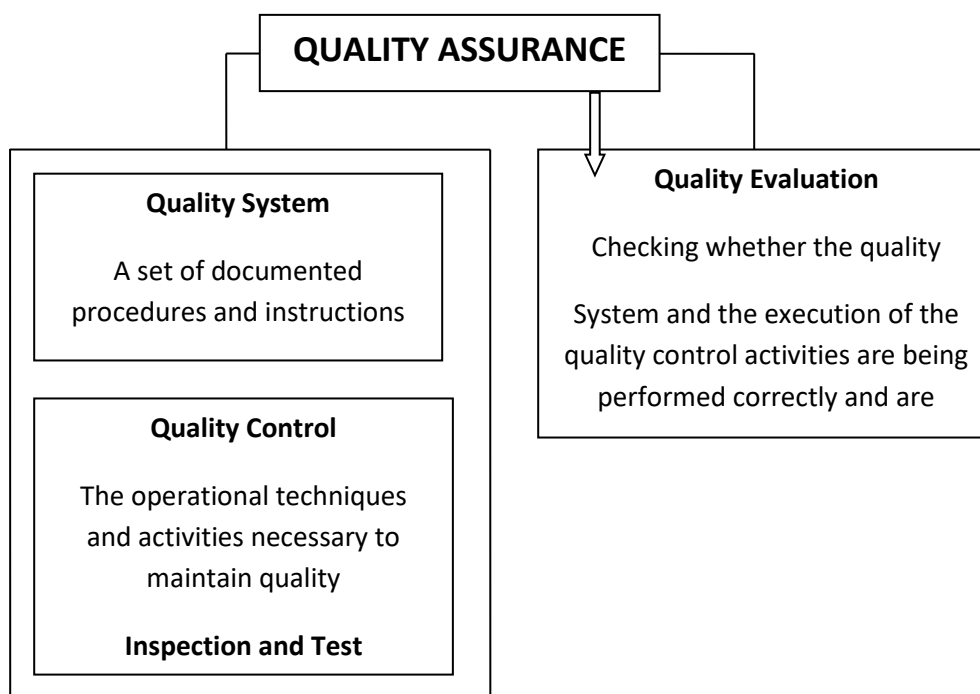 QUALITY ASSURANCE
Quality System
A set of documented
procedures and instructions
Quality Control
The operational techniques
and activities necessary to
maintain quality
Inspection and Test
Quality Evaluation
Checking whether the quality
System and the execution of the
quality control activities are being
performed correctly and are